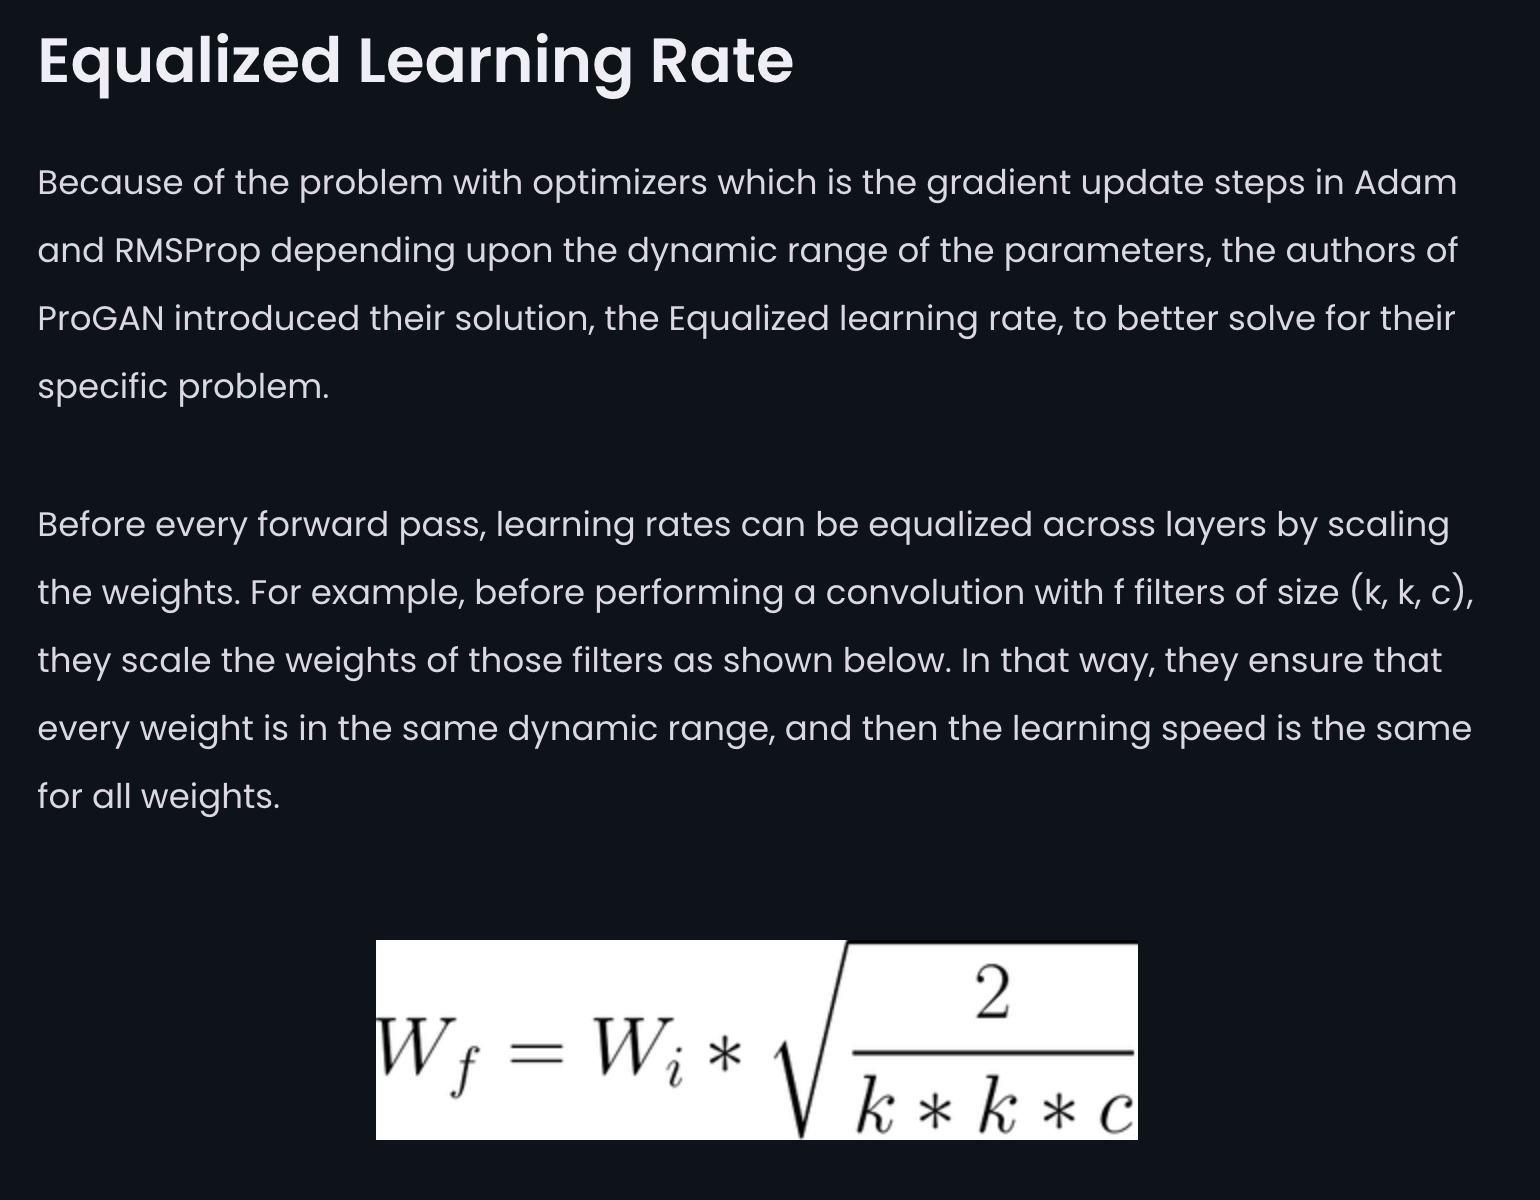 Equalized Learning Rate
Because of the problem with optimizers which is the gradient update steps in Adam
and RMSProp depending upon the dynamic range of the parameters, the authors of
ProGAN introduced their solution, the Equalized learning rate, to better solve for their
specific problem.
Before every forward pass, learning rates can be equalized across layers by scaling
the weights. For example, before performing a convolution with f filters of size (k, k, c),
they scale the weights of those filters as shown below. In that way, they ensure that
every weight is in the same dynamic range, and then the learning speed is the same
for all weights.
W_f = W_i * √(2 / (k * k * c))